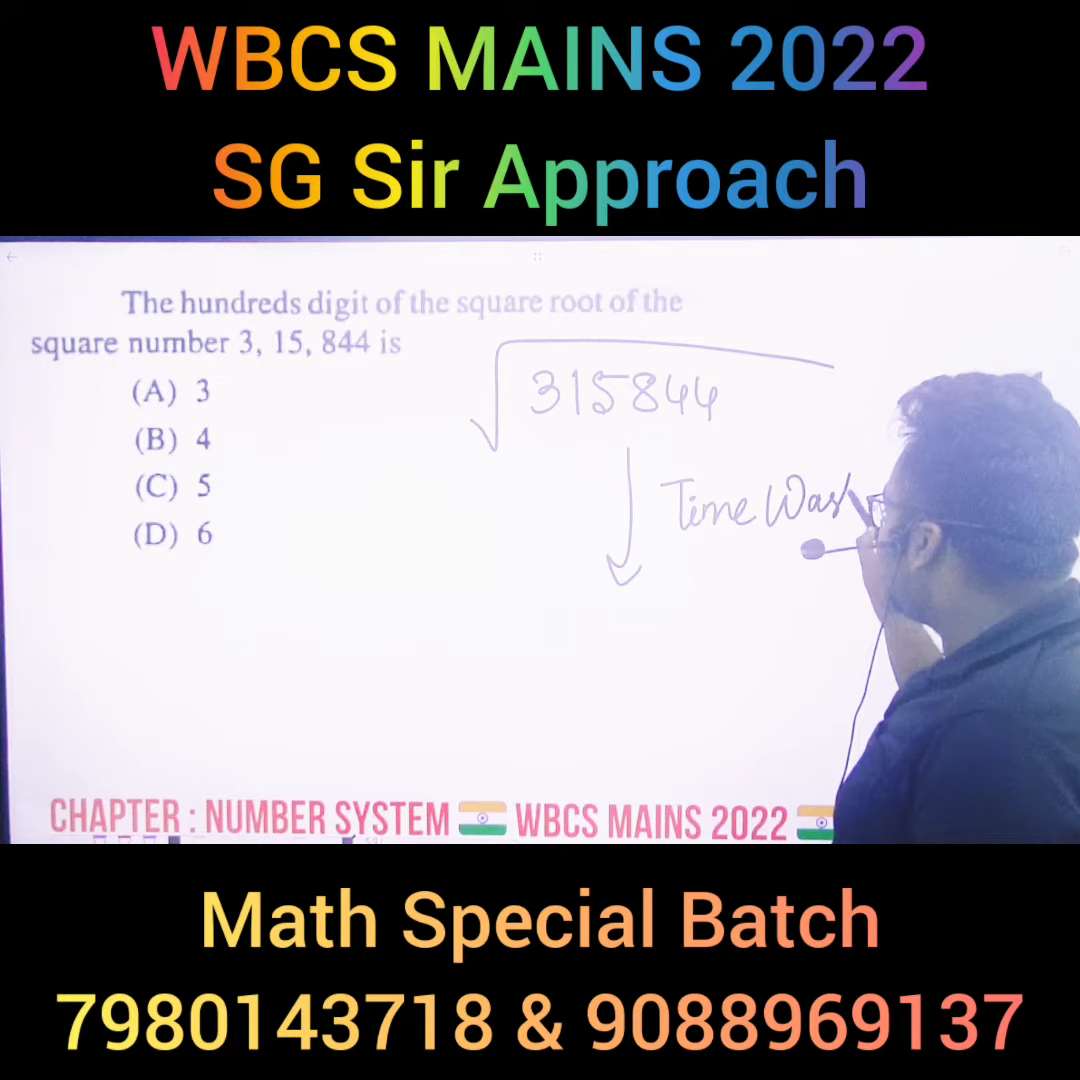 WBCS MAINS 2022
SG Sir Approach
The hundreds digit of the square root of the
square number 3, 15, 844 is
(A) 3
(B) 4
(C) 5
(D) 6
√315844
Time Was
CHAPTER : NUMBER SYSTEM WBCS MAINS 2022
Math Special Batch
7980143718 & 9088969137